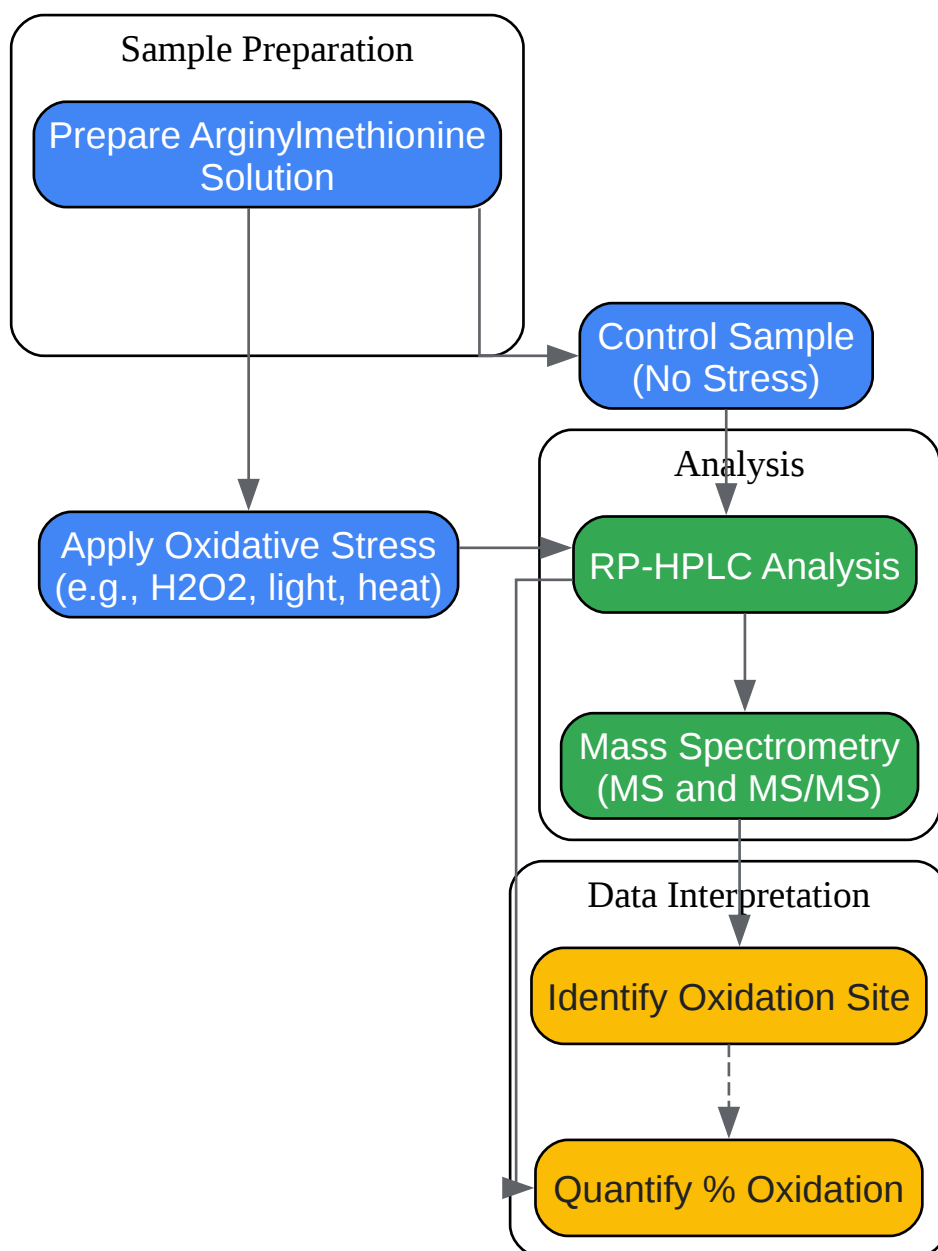 Sample Preparation
Prepare Arginylmethionine
Solution
Control Sample
(No Stress)
Analysis
Apply Oxidative Stress
(e.g., H2O2, light, heat)
RP-HPLC Analysis
Mass Spectrometry
(MS and MS/MS)
Data Interpretation
Identify Oxidation Site
Quantify % Oxidation